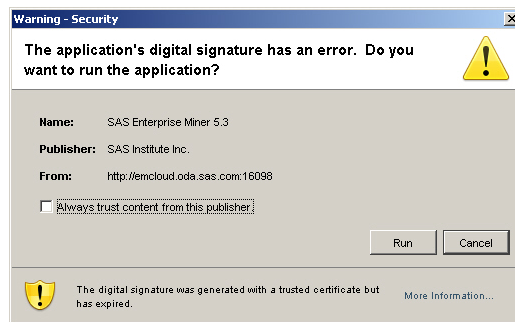 Warning - Security
The application's digital signature has an error. Do you
want to run the application?
Name: SAS Enterprise Miner 5.3
Publisher: SAS Institute Inc.
From: http://emcloud.oda.sas.com:16098
Always trust content from this publisher
Run Cancel
The digital signature was generated with a trusted certificate but
has expired.
More Information...